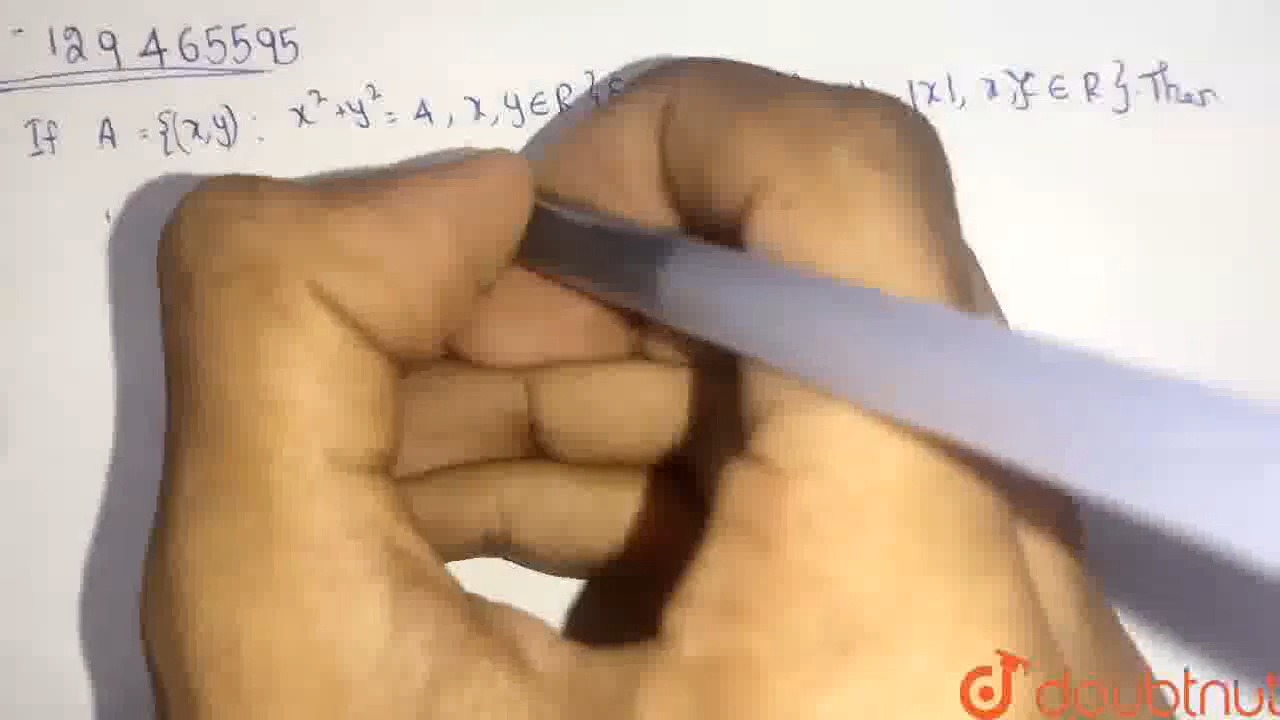 129465595
If A = {(x,y) : x²+y² = 4, x, y ∈ R} |x|, x, y ∈ R}. Then
doubtnut